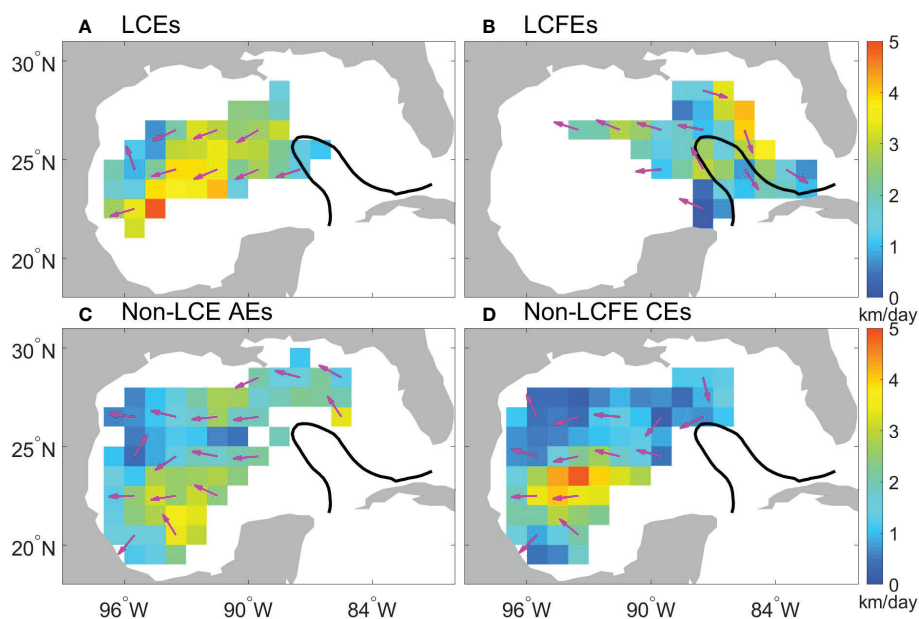 A LCEs
B LCFEs
30°N
25°N
20°N
5
4
3
2
1
0
km/day
C Non-LCE AEs
D Non-LCFE CEs
30°N
25°N
20°N
5
4
3
2
1
0
km/day
96°W 90°W 84°W
96°W 90°W 84°W